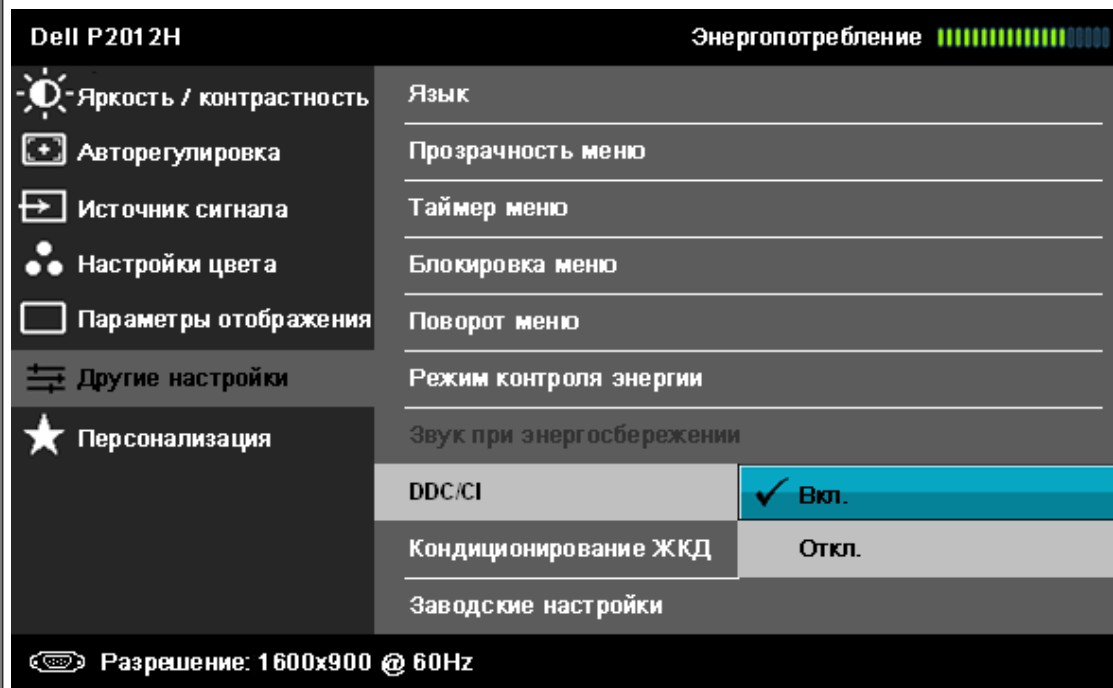 Dell P2012H
Энергопотребление
Яркость / контрастность
Авторегулировка
Источник сигнала
Настройки цвета
Параметры отображения
Другие настройки
Персонализация
Язык
Прозрачность меню
Таймер меню
Блокировка меню
Поворот меню
Режим контроля энергии
Звук при энергосбережении
DDC/CI
Вкл.
Кондиционирование ЖКД
Откл.
Заводские настройки
Разрешение: 1600x900 @ 60Hz